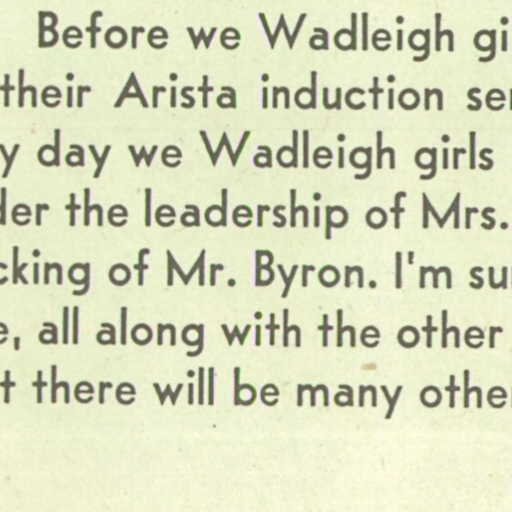 Before we Wadleigh gi
their Arista induction ser
y day we Wadleigh girls
der the leadership of Mrs.
cking of Mr. Byron. I'm su
e, all along with the other
t there will be many othe